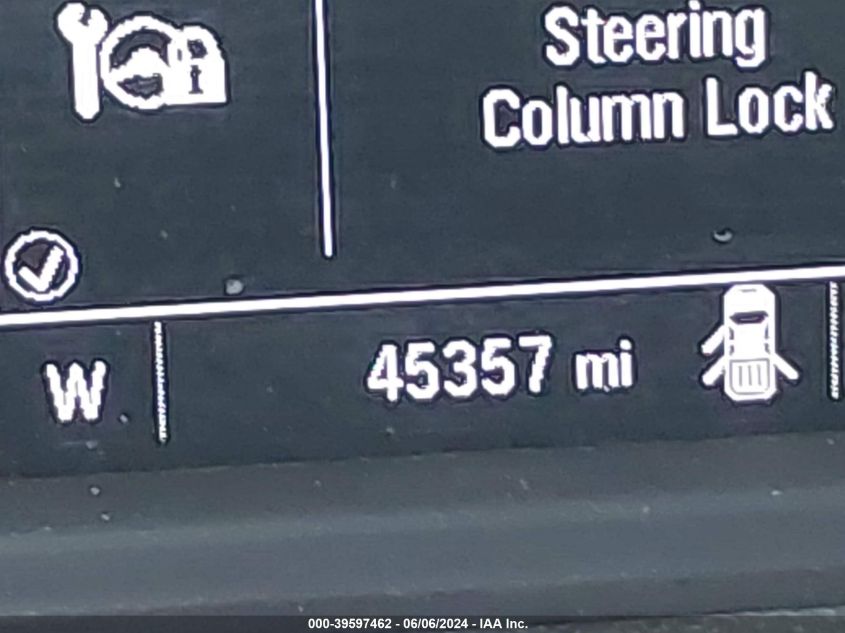 Steering
Column Lock
W
45357 mi
000-39597462 - 06/06/2024 - IAA Inc.